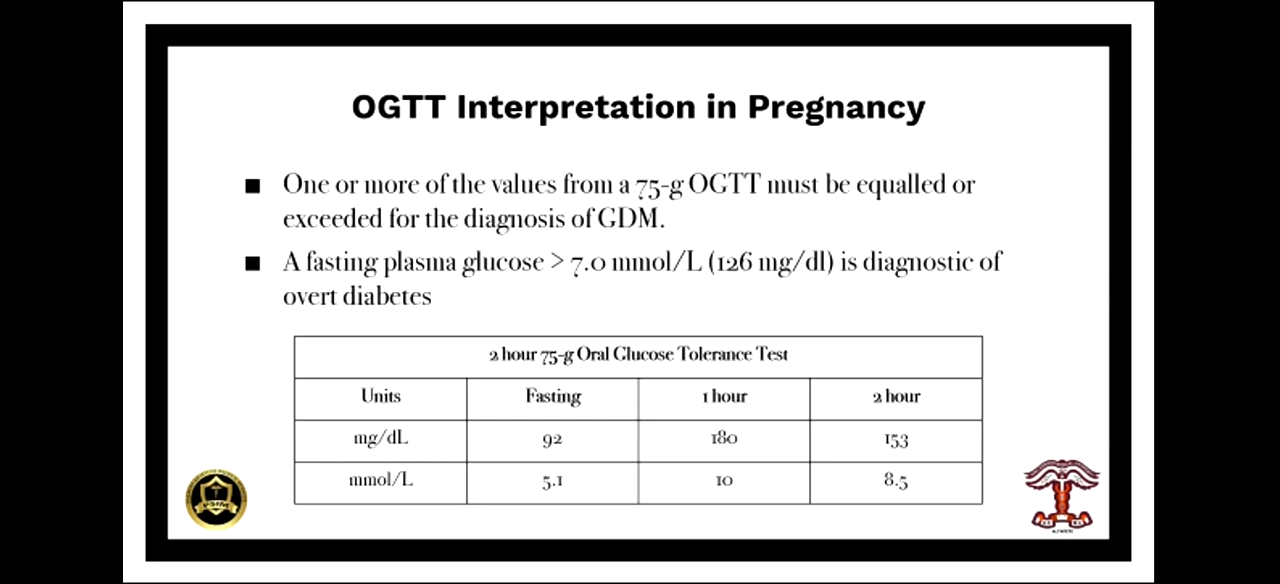 OGTT Interpretation in Pregnancy
■ One or more of the values from a 75-g OGTT must be equalled or
exceeded for the diagnosis of GDM.
■ A fasting plasma glucose > 7.0 mmol/L (126 mg/dl) is diagnostic of
overt diabetes
2 hour 75-g Oral Glucose Tolerance Test
Units Fasting 1 hour 2 hour
mg/dL 92 180 153
mmol/L 5.1 10 8.5